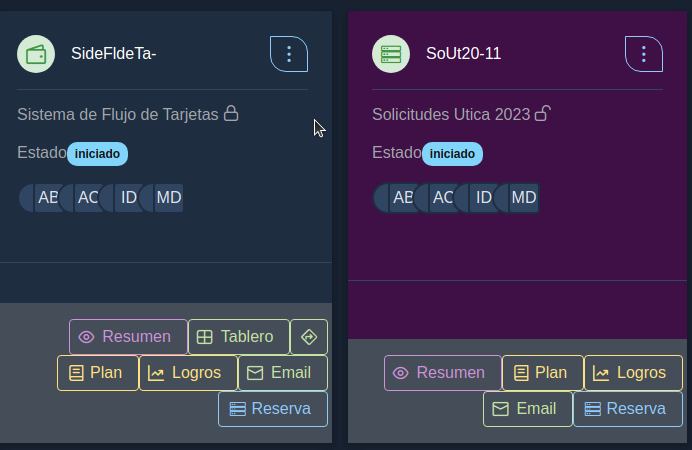 SideFldeTa-
Sistema de Flujo de Tarjetas
Estado iniciado
AB AC ID MD
Resumen Tablero
Plan Logros Email
Reserva
SoUt20-11
Solicitudes Utica 2023
Estado iniciado
AB AC ID MD
Resumen Plan Logros
Email Reserva